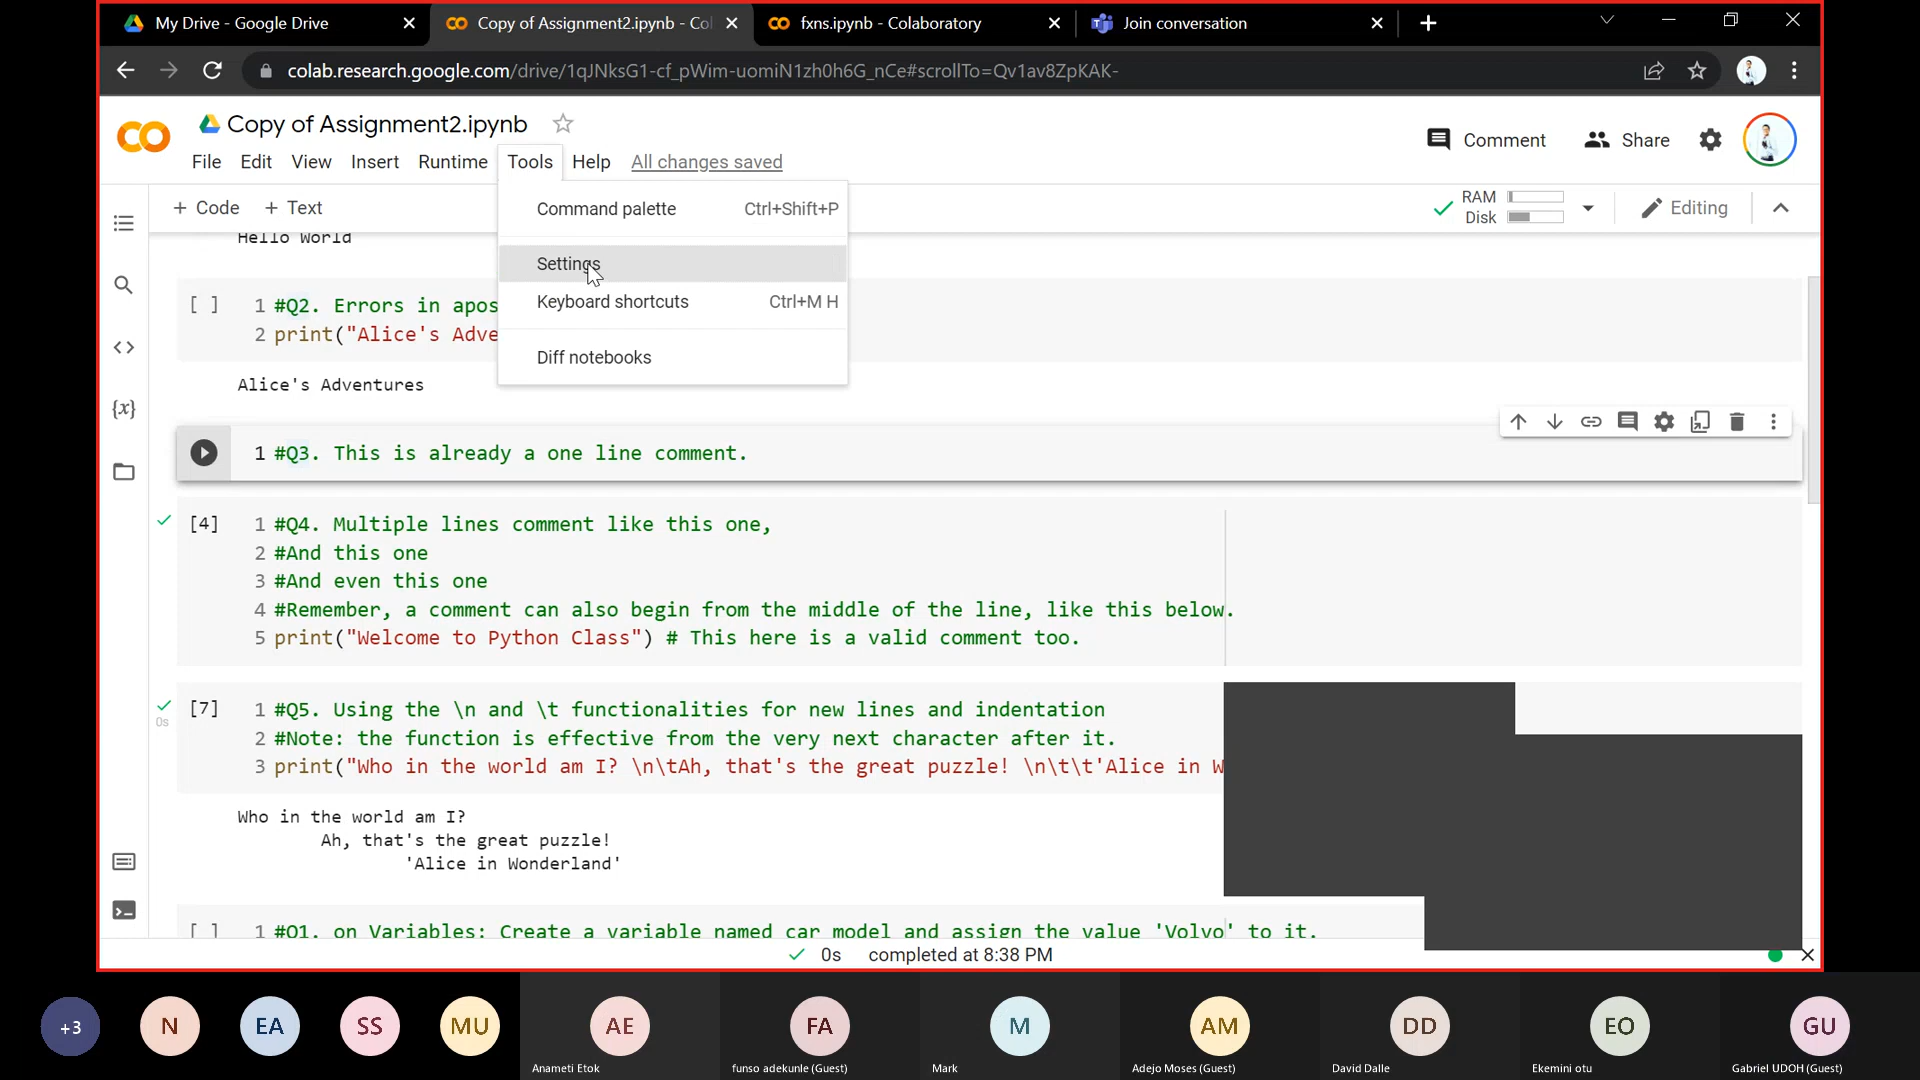 My Drive - Google Drive
Copy of Assignment2.ipynb - Col
fxns.ipynb - Colaboratory
Join conversation
colab.research.google.com/drive/1qJNksG1-cf_pWim-uomiN1zh0h6G_nCe#scrollTo=Qv1av8ZpKAK-
Copy of Assignment2.ipynb
Comment
Share
File Edit View Insert Runtime Tools Help All changes saved
+ Code + Text
RAM
Disk
Editing
Command palette Ctrl+Shift+P
Settings
Keyboard shortcuts Ctrl+M H
Diff notebooks
Hello World
[ ] 1 #Q2. Errors in apos
2 print("Alice's Adve
Alice's Adventures
1 #Q3. This is already a one line comment.
[4] 1 #Q4. Multiple lines comment like this one,
2 #And this one
3 #And even this one
4 #Remember, a comment can also begin from the middle of the line, like this below.
5 print("Welcome to Python Class") # This here is a valid comment too.
[7] 1 #Q5. Using the \n and \t functionalities for new lines and indentation
0s
2 #Note: the function is effective from the very next character after it.
3 print("Who in the world am I? \n\tAh, that's the great puzzle! \n\t\t'Alice in W
Who in the world am I?
Ah, that's the great puzzle!
'Alice in Wonderland'
[ ] 1 #Q1. on Variables: Create a variable named car model and assign the value 'Volvo' to it.
0s completed at 8:38 PM
+3 N EA SS MU AE FA M AM DD EO GU
Anameti Etok
funso adekunle (Guest)
Mark
Adejo Moses (Guest)
David Dalle
Ekemini otu
Gabriel UDOH (Guest)